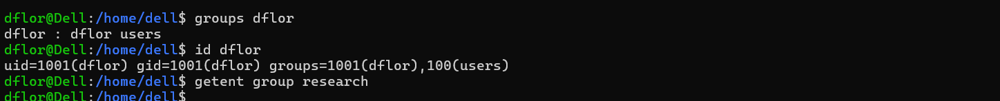 dflor@Dell:/home/dell$ groups dflor
dflor : dflor users
dflor@Dell:/home/dell$ id dflor
uid=1001(dflor) gid=1001(dflor) groups=1001(dflor),100(users)
dflor@Dell:/home/dell$ getent group research
dflor@Dell:/home/dell$